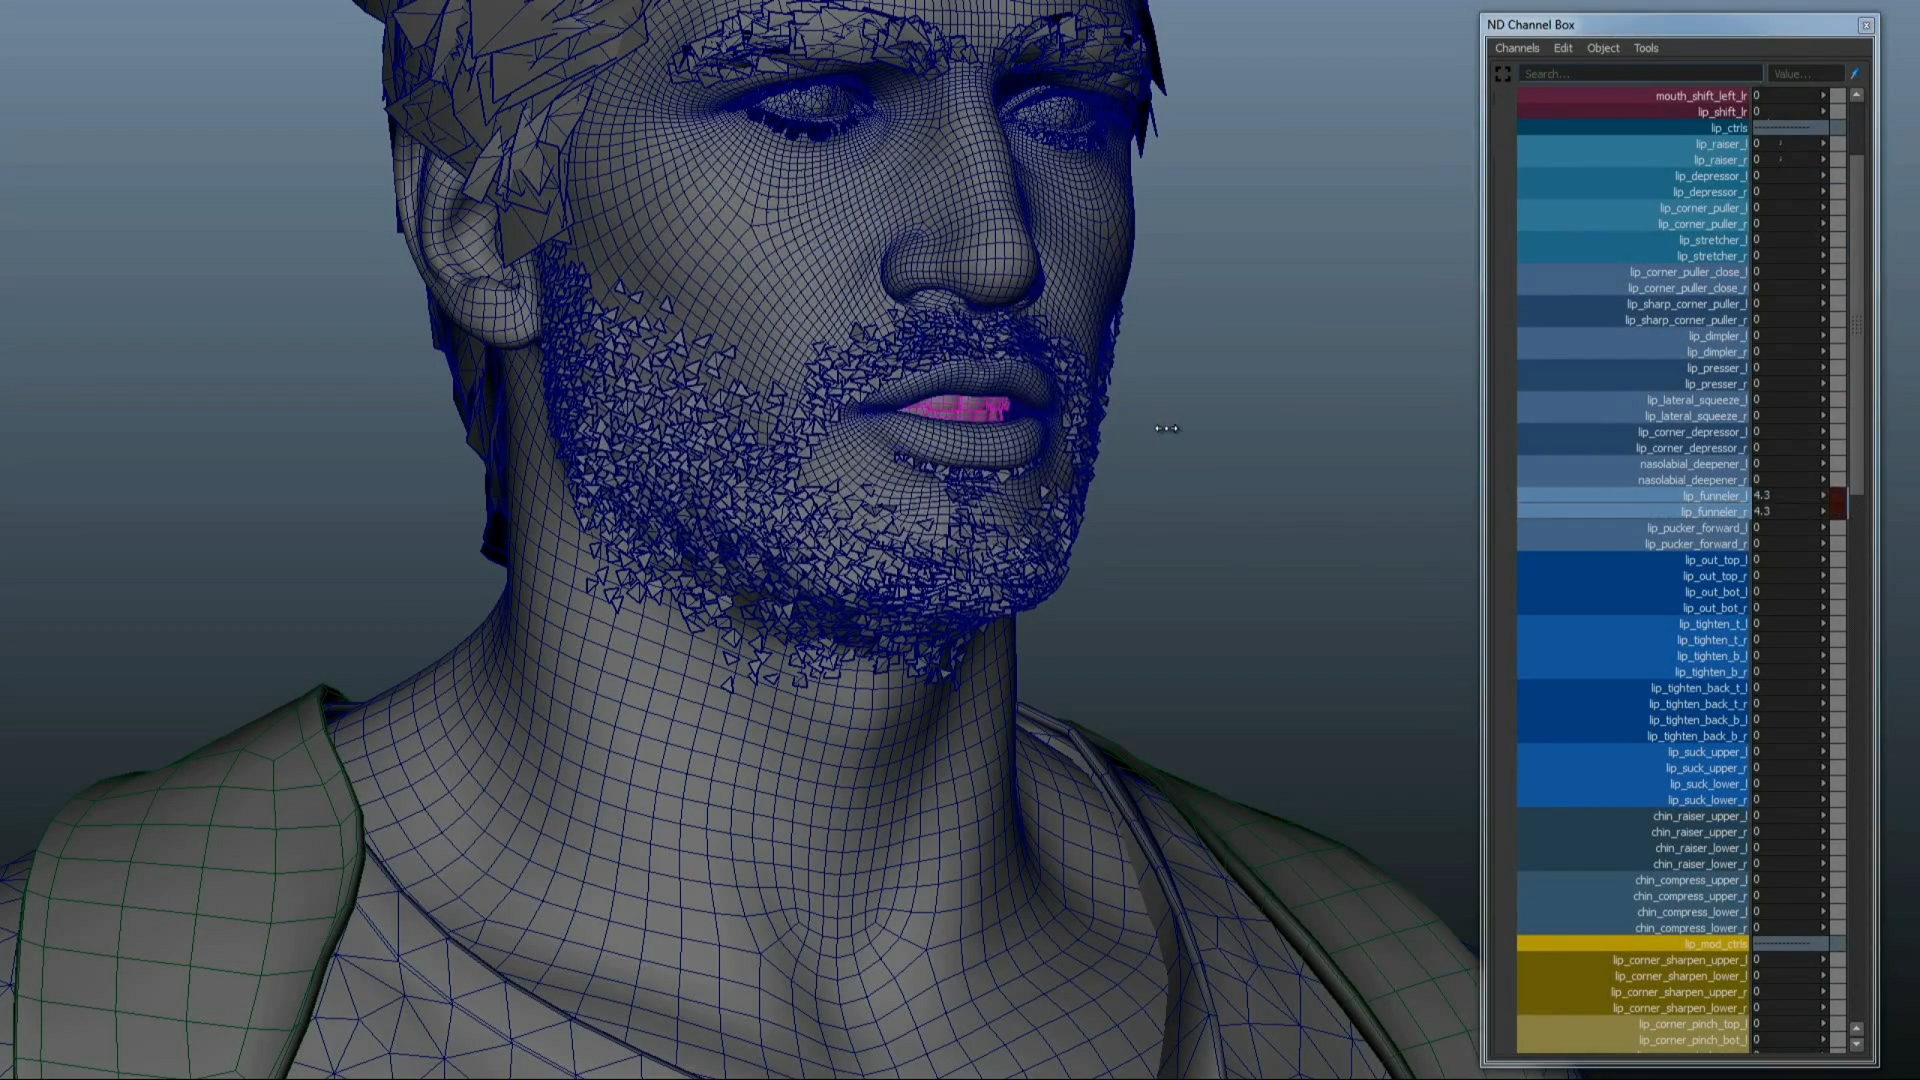 ND Channel Box
Channels Edit Object Tools
Search... Value...
mouth_shift_left_lr 0
lip_shift_lr 0
lip_ctrls ------------
lip_raiser_l 0
lip_raiser_r 0
lip_depressor_l 0
lip_depressor_r 0
lip_corner_puller_l 0
lip_corner_puller_r 0
lip_stretcher_l 0
lip_stretcher_r 0
lip_corner_puller_close_l 0
lip_corner_puller_close_r 0
lip_sharp_corner_puller_l 0
lip_sharp_corner_puller_r 0
lip_dimpler_l 0
lip_dimpler_r 0
lip_presser_l 0
lip_presser_r 0
lip_lateral_squeeze_l 0
lip_lateral_squeeze_r 0
lip_corner_depressor_l 0
lip_corner_depressor_r 0
nasolabial_deepener_l 0
nasolabial_deepener_r 0
lip_funneler_l 4.3
lip_funneler_r 4.3
lip_pucker_forward_l 0
lip_pucker_forward_r 0
lip_out_top_l 0
lip_out_top_r 0
lip_out_bot_l 0
lip_out_bot_r 0
lip_tighten_t_l 0
lip_tighten_t_r 0
lip_tighten_b_l 0
lip_tighten_b_r 0
lip_tighten_back_t_l 0
lip_tighten_back_t_r 0
lip_tighten_back_b_l 0
lip_tighten_back_b_r 0
lip_suck_upper_l 0
lip_suck_upper_r 0
lip_suck_lower_l 0
lip_suck_lower_r 0
chin_raiser_upper_l 0
chin_raiser_upper_r 0
chin_raiser_lower_l 0
chin_raiser_lower_r 0
chin_compress_upper_l 0
chin_compress_upper_r 0
chin_compress_lower_l 0
chin_compress_lower_r 0
lip_mod_ctrls ------------
lip_corner_sharpen_upper_l 0
lip_corner_sharpen_lower_l 0
lip_corner_sharpen_upper_r 0
lip_corner_sharpen_lower_r 0
lip_corner_pinch_top_l 0
lip_corner_pinch_bot_l 0